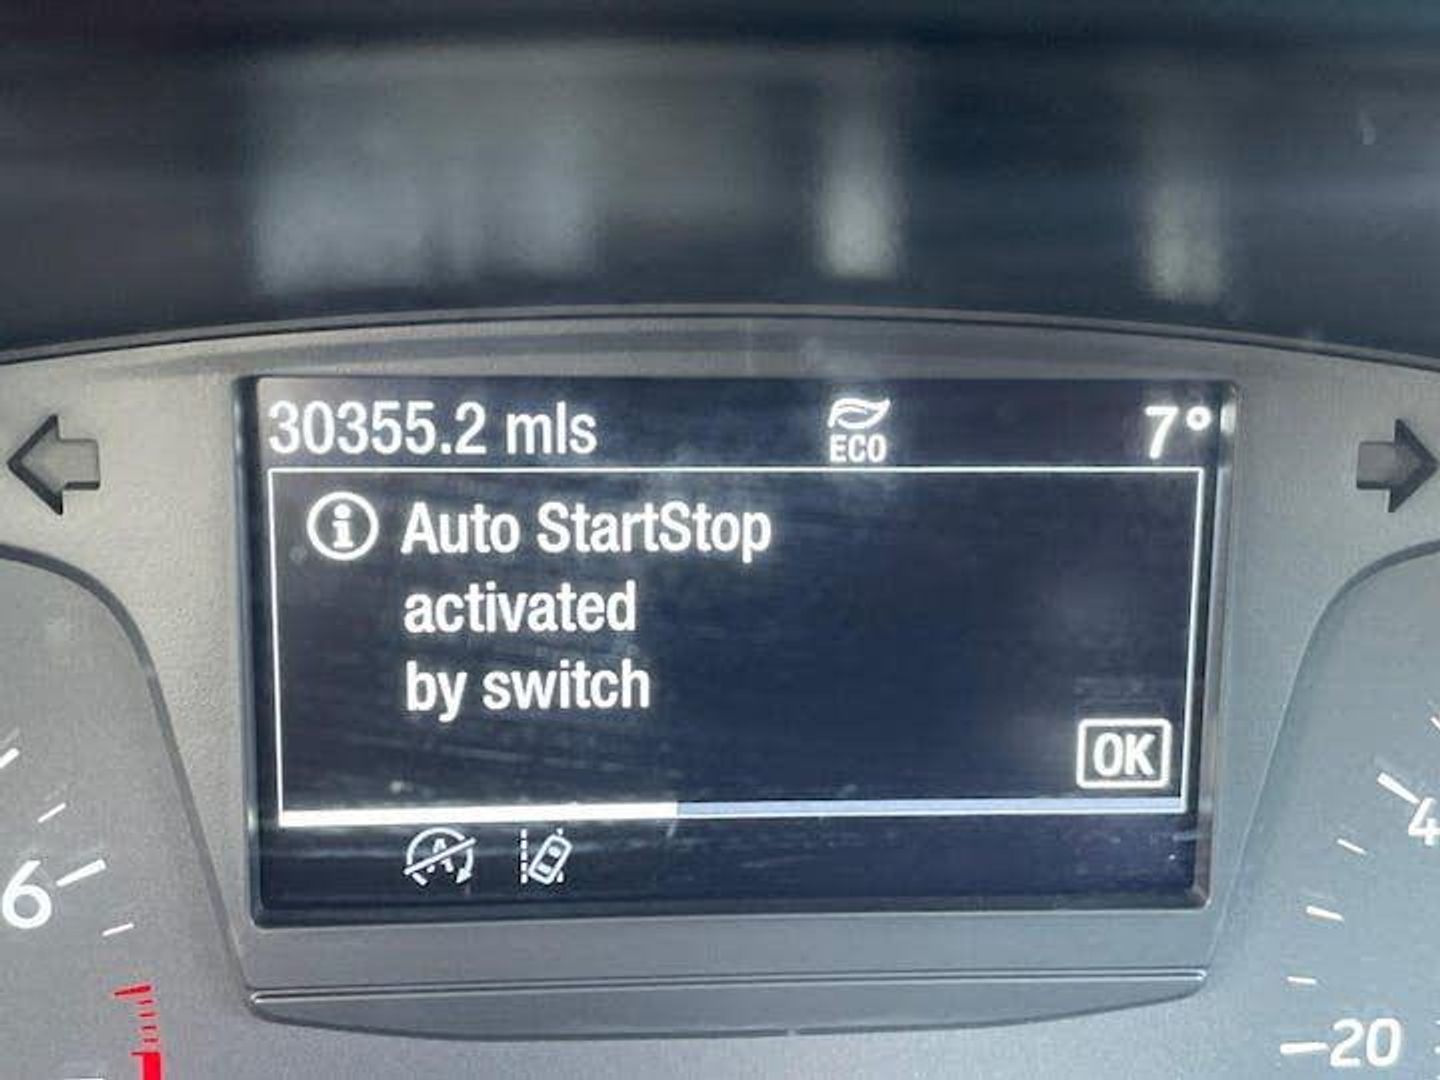 30355.2 mls ECO 7°
i Auto StartStop
activated
by switch
OK
A
6
4
20